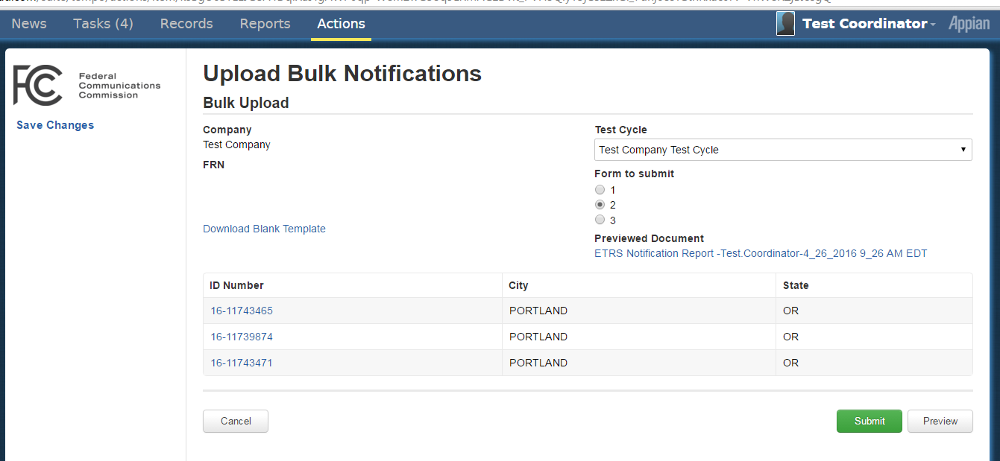 News Tasks (4) Records Reports Actions Test Coordinator Appian
FCC Federal
Communications
Commission
Save Changes
Upload Bulk Notifications
Bulk Upload
Company
Test Company
FRN
Download Blank Template
Test Cycle
Test Company Test Cycle
Form to submit
1
2
3
Previewed Document
ETRS Notification Report -Test.Coordinator-4_26_2016 9_26 AM EDT
ID Number City State
16-11743465 PORTLAND OR
16-11739874 PORTLAND OR
16-11743471 PORTLAND OR
Cancel Submit Preview